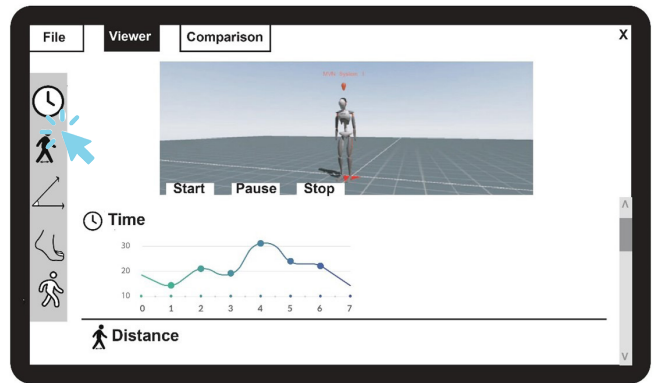 File Viewer Comparison X
Start Pause Stop
Time
30
20
10
0 1 2 3 4 5 6 7
Distance